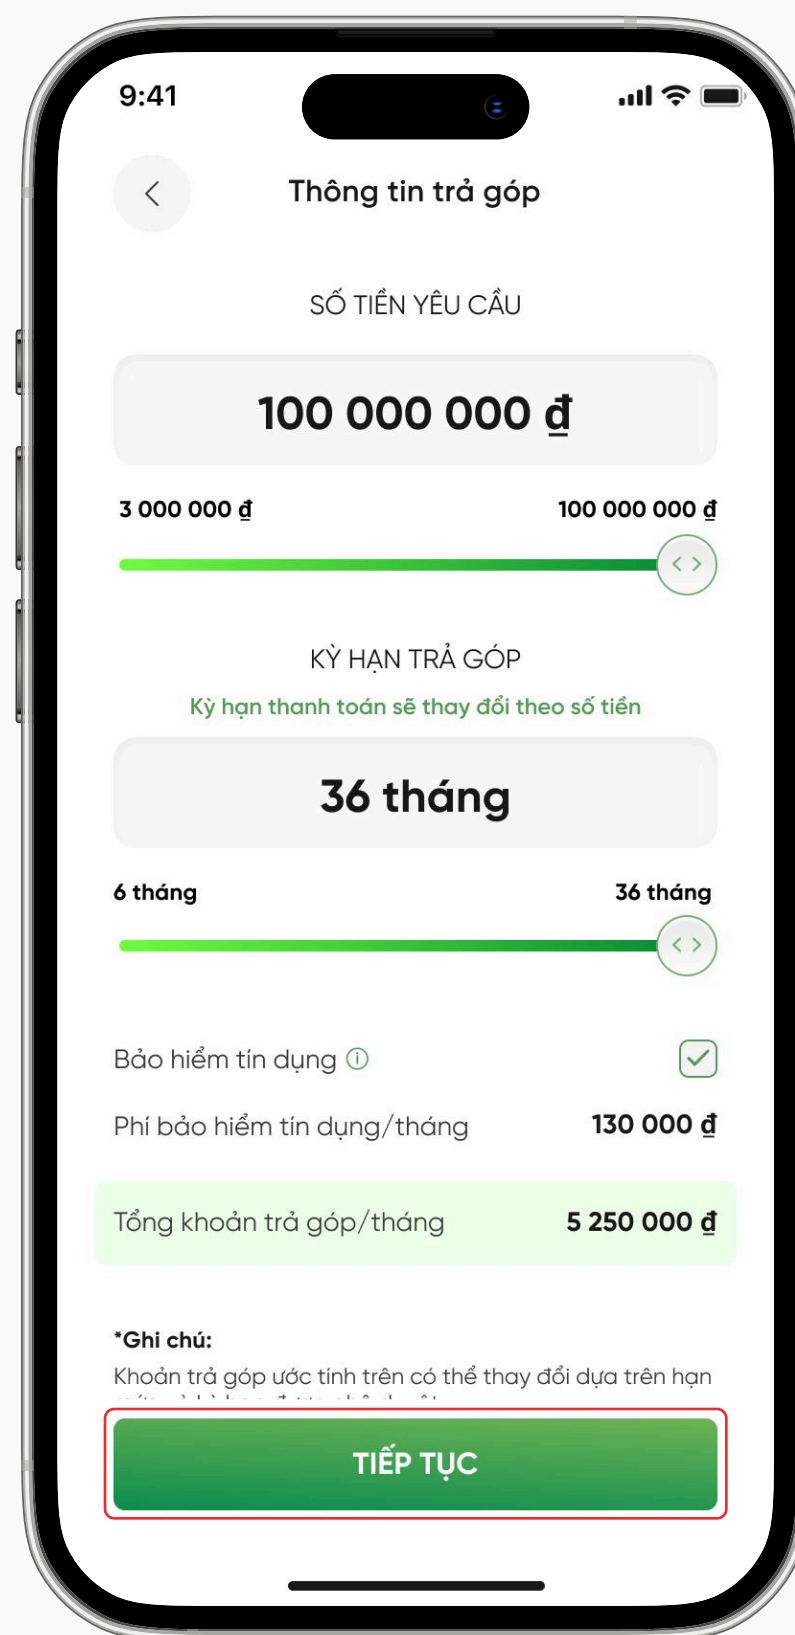 9:41
Thông tin trả góp
SỐ TIỀN YÊU CẦU
100 000 000 ₫
3 000 000 ₫ 100 000 000 ₫
KỲ HẠN TRẢ GÓP
Kỳ hạn thanh toán sẽ thay đổi theo số tiền
36 tháng
6 tháng 36 tháng
Bảo hiểm tín dụng
Phí bảo hiểm tín dụng/tháng 130 000 ₫
Tổng khoản trả góp/tháng 5 250 000 ₫
*Ghi chú:
Khoản trả góp ước tính trên có thể thay đổi dựa trên hạn
TIẾP TỤC